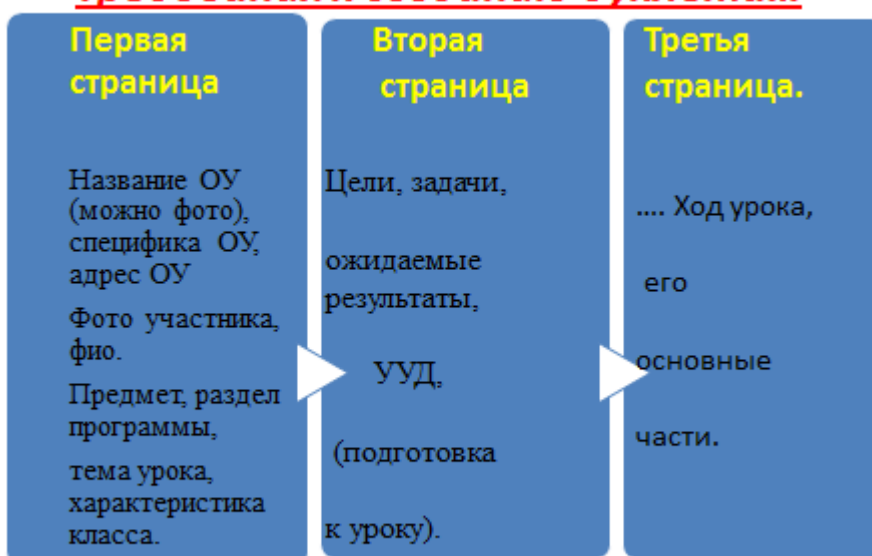 Первая
страница
Название ОУ
(можно фото),
специфика ОУ,
адрес ОУ
Фото участника,
фио.
Предмет, раздел
программы,
тема урока,
характеристика
класса.
Вторая
страница
Цели, задачи,
ожидаемые
результаты,
УУД,
(подготовка
к уроку).
Третья
страница.
.... Ход урока,
его
основные
части.